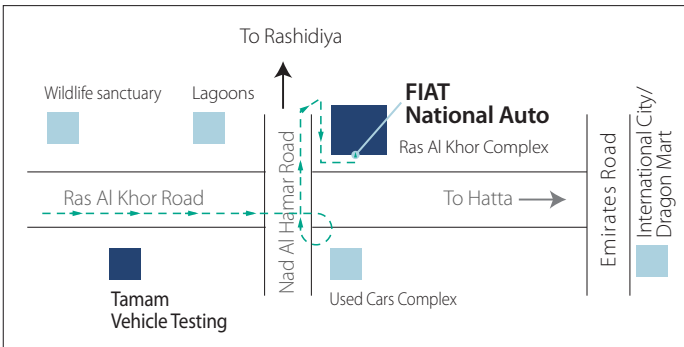 To Rashidiya
Wildlife sanctuary
Lagoons
FIAT
National Auto
Ras Al Khor Complex
Ras Al Khor Road
Nad Al Hamar Road
To Hatta
Emirates Road
International City/
Dragon Mart
Tamam
Vehicle Testing
Used Cars Complex